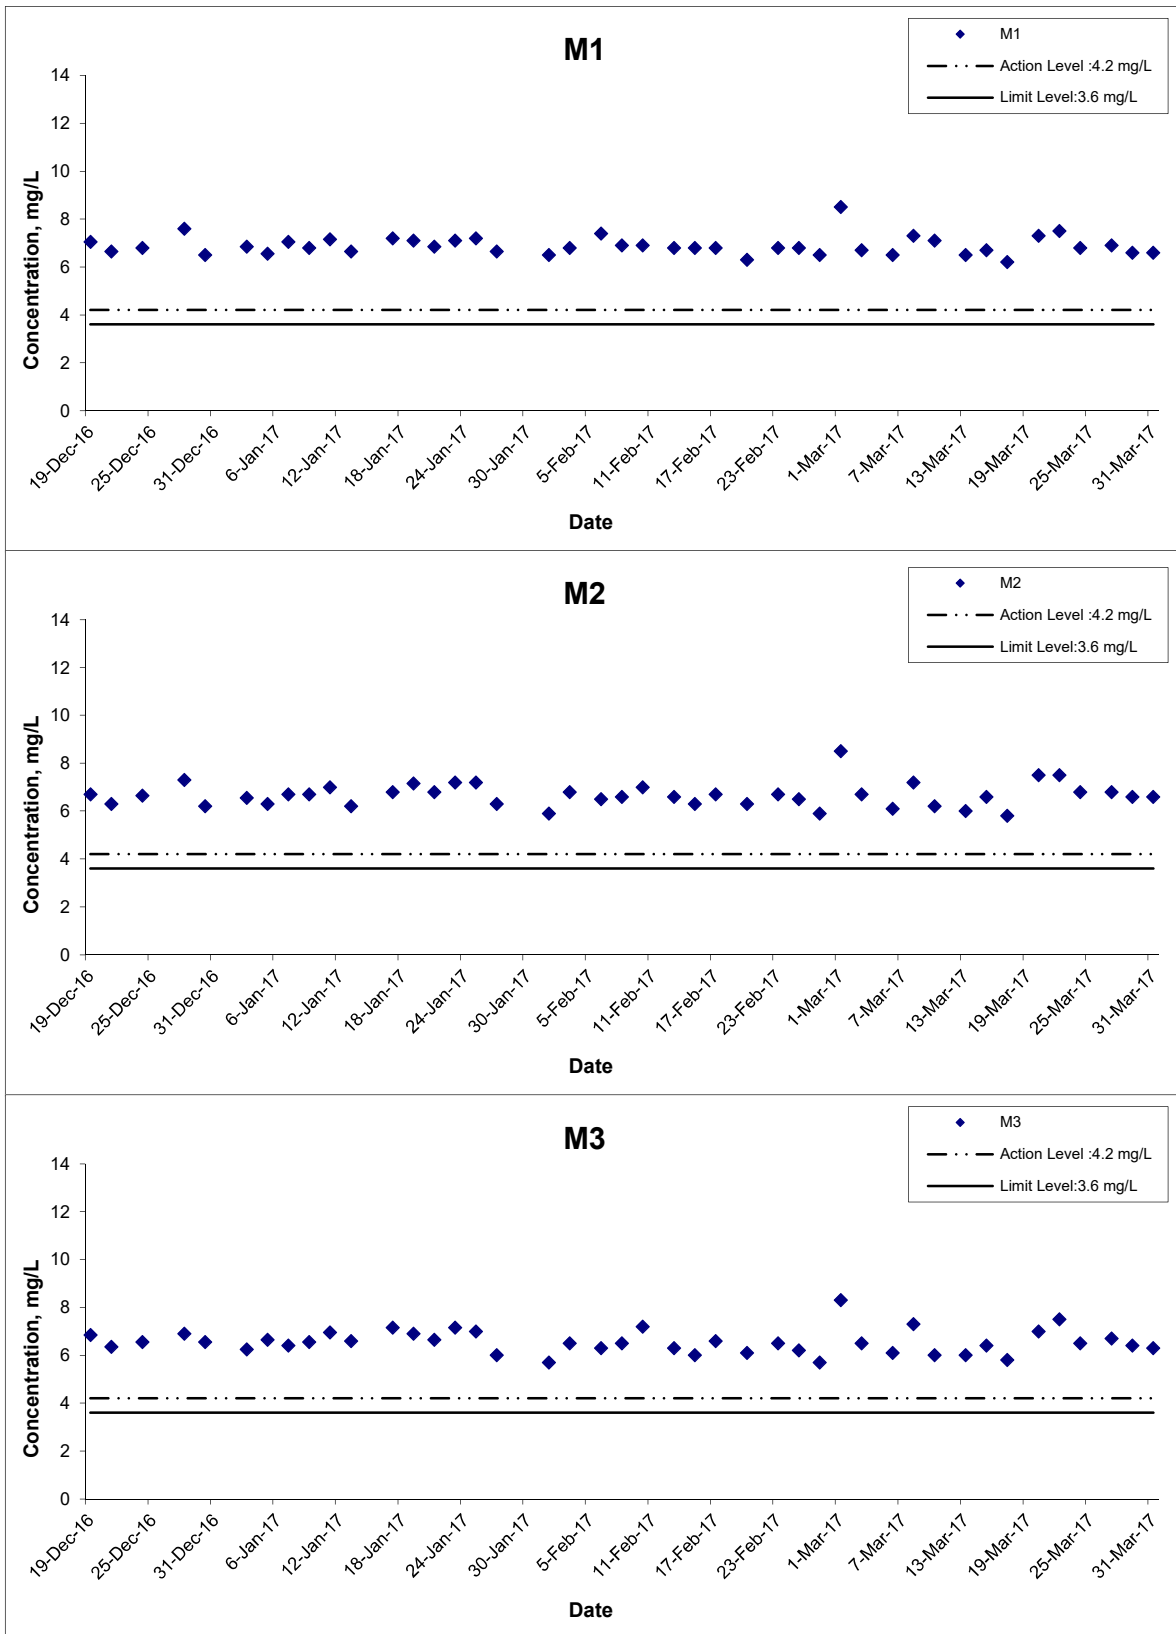 M1
M1
Action Level :4.2 mg/L
Limit Level:3.6 mg/L
Concentration, mg/L
14
12
10
8
6
4
2
0
19-Dec-16
25-Dec-16
31-Dec-16
6-Jan-17
12-Jan-17
18-Jan-17
24-Jan-17
30-Jan-17
5-Feb-17
11-Feb-17
17-Feb-17
23-Feb-17
1-Mar-17
7-Mar-17
13-Mar-17
19-Mar-17
25-Mar-17
31-Mar-17
Date
M2
M2
Action Level :4.2 mg/L
Limit Level:3.6 mg/L
Concentration, mg/L
14
12
10
8
6
4
2
0
19-Dec-16
25-Dec-16
31-Dec-16
6-Jan-17
12-Jan-17
18-Jan-17
24-Jan-17
30-Jan-17
5-Feb-17
11-Feb-17
17-Feb-17
23-Feb-17
1-Mar-17
7-Mar-17
13-Mar-17
19-Mar-17
25-Mar-17
31-Mar-17
Date
M3
M3
Action Level :4.2 mg/L
Limit Level:3.6 mg/L
Concentration, mg/L
14
12
10
8
6
4
2
0
19-Dec-16
25-Dec-16
31-Dec-16
6-Jan-17
12-Jan-17
18-Jan-17
24-Jan-17
30-Jan-17
5-Feb-17
11-Feb-17
17-Feb-17
23-Feb-17
1-Mar-17
7-Mar-17
13-Mar-17
19-Mar-17
25-Mar-17
31-Mar-17
Date